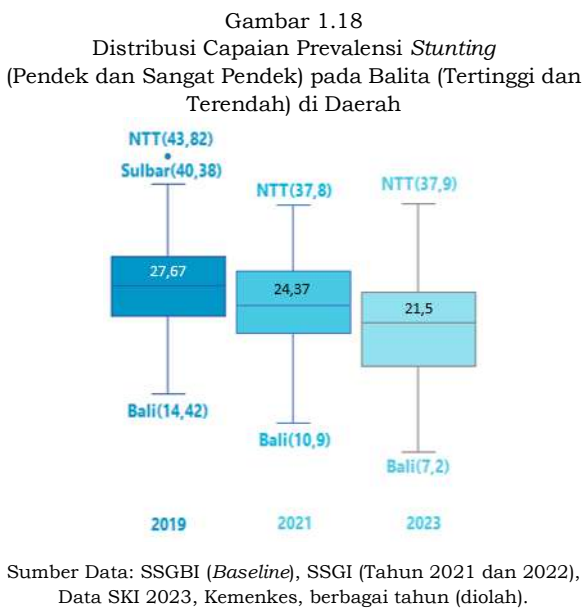 Gambar 1.18
Distribusi Capaian Prevalensi Stunting
(Pendek dan Sangat Pendek) pada Balita (Tertinggi dan
Terendah) di Daerah
NTT(43,82)
Sulbar(40,38)
NTT(37,8)
NTT(37,9)
27,67
24,37
21,5
Bali(14,42)
Bali(10,9)
Bali(7,2)
2019
2021
2023
Sumber Data: SSGBI (Baseline), SSGI (Tahun 2021 dan 2022),
Data SKI 2023, Kemenkes, berbagai tahun (diolah).